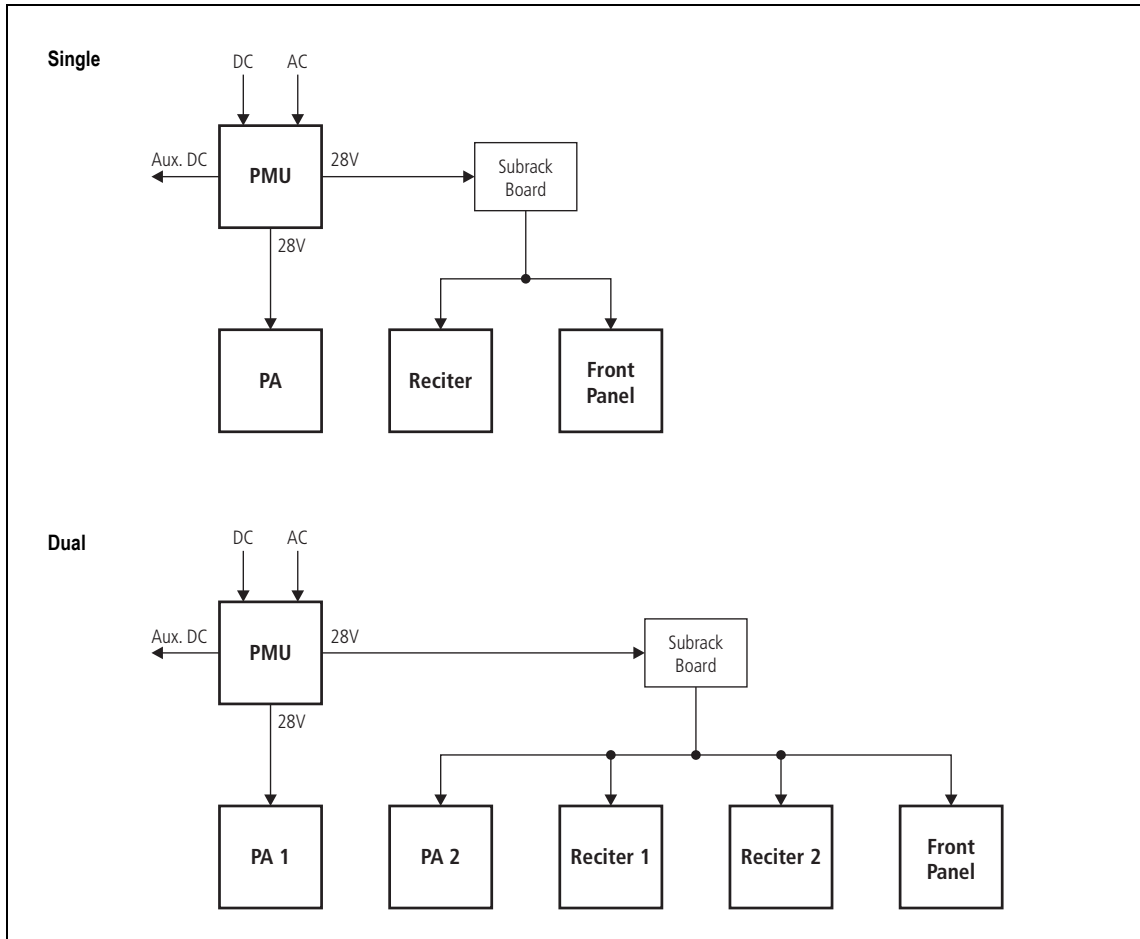 Single
DC AC
Aux. DC
PMU
28V
Subrack
Board
28V
PA
Reciter
Front
Panel
Dual
DC AC
Aux. DC
PMU
28V
Subrack
Board
28V
PA 1
PA 2
Reciter 1
Reciter 2
Front
Panel